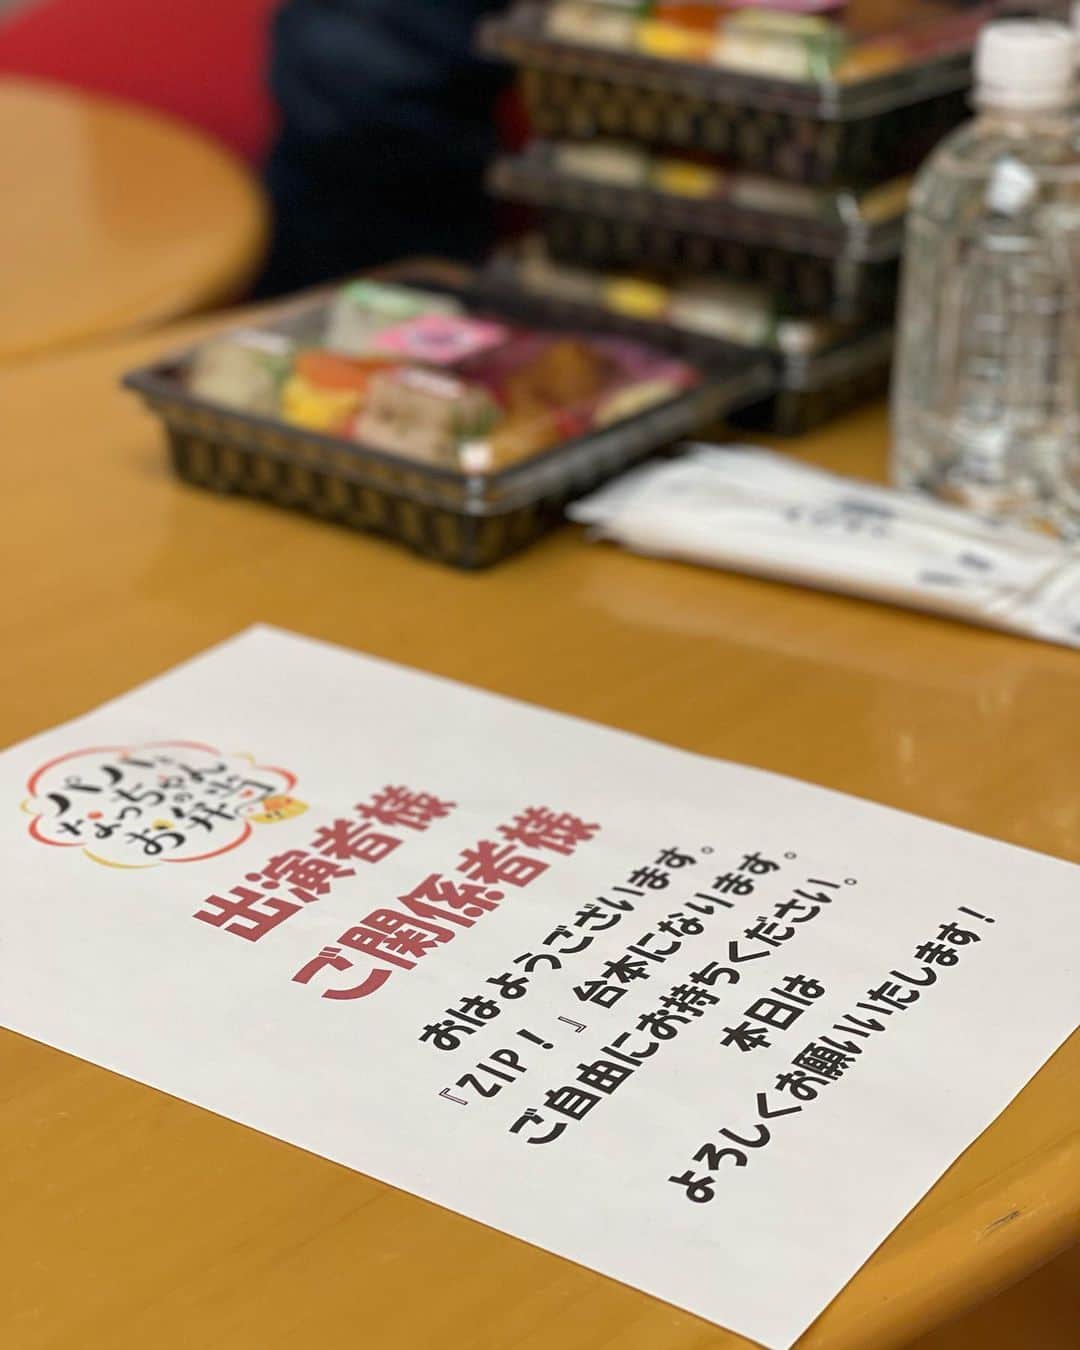 パパと
なっちゃんの
お弁当
出演者様
ご関係者様
おはようございます。
『ZIP！』台本になります。
ご自由にお持ちください。
本日は
よろしくお願いいたします！